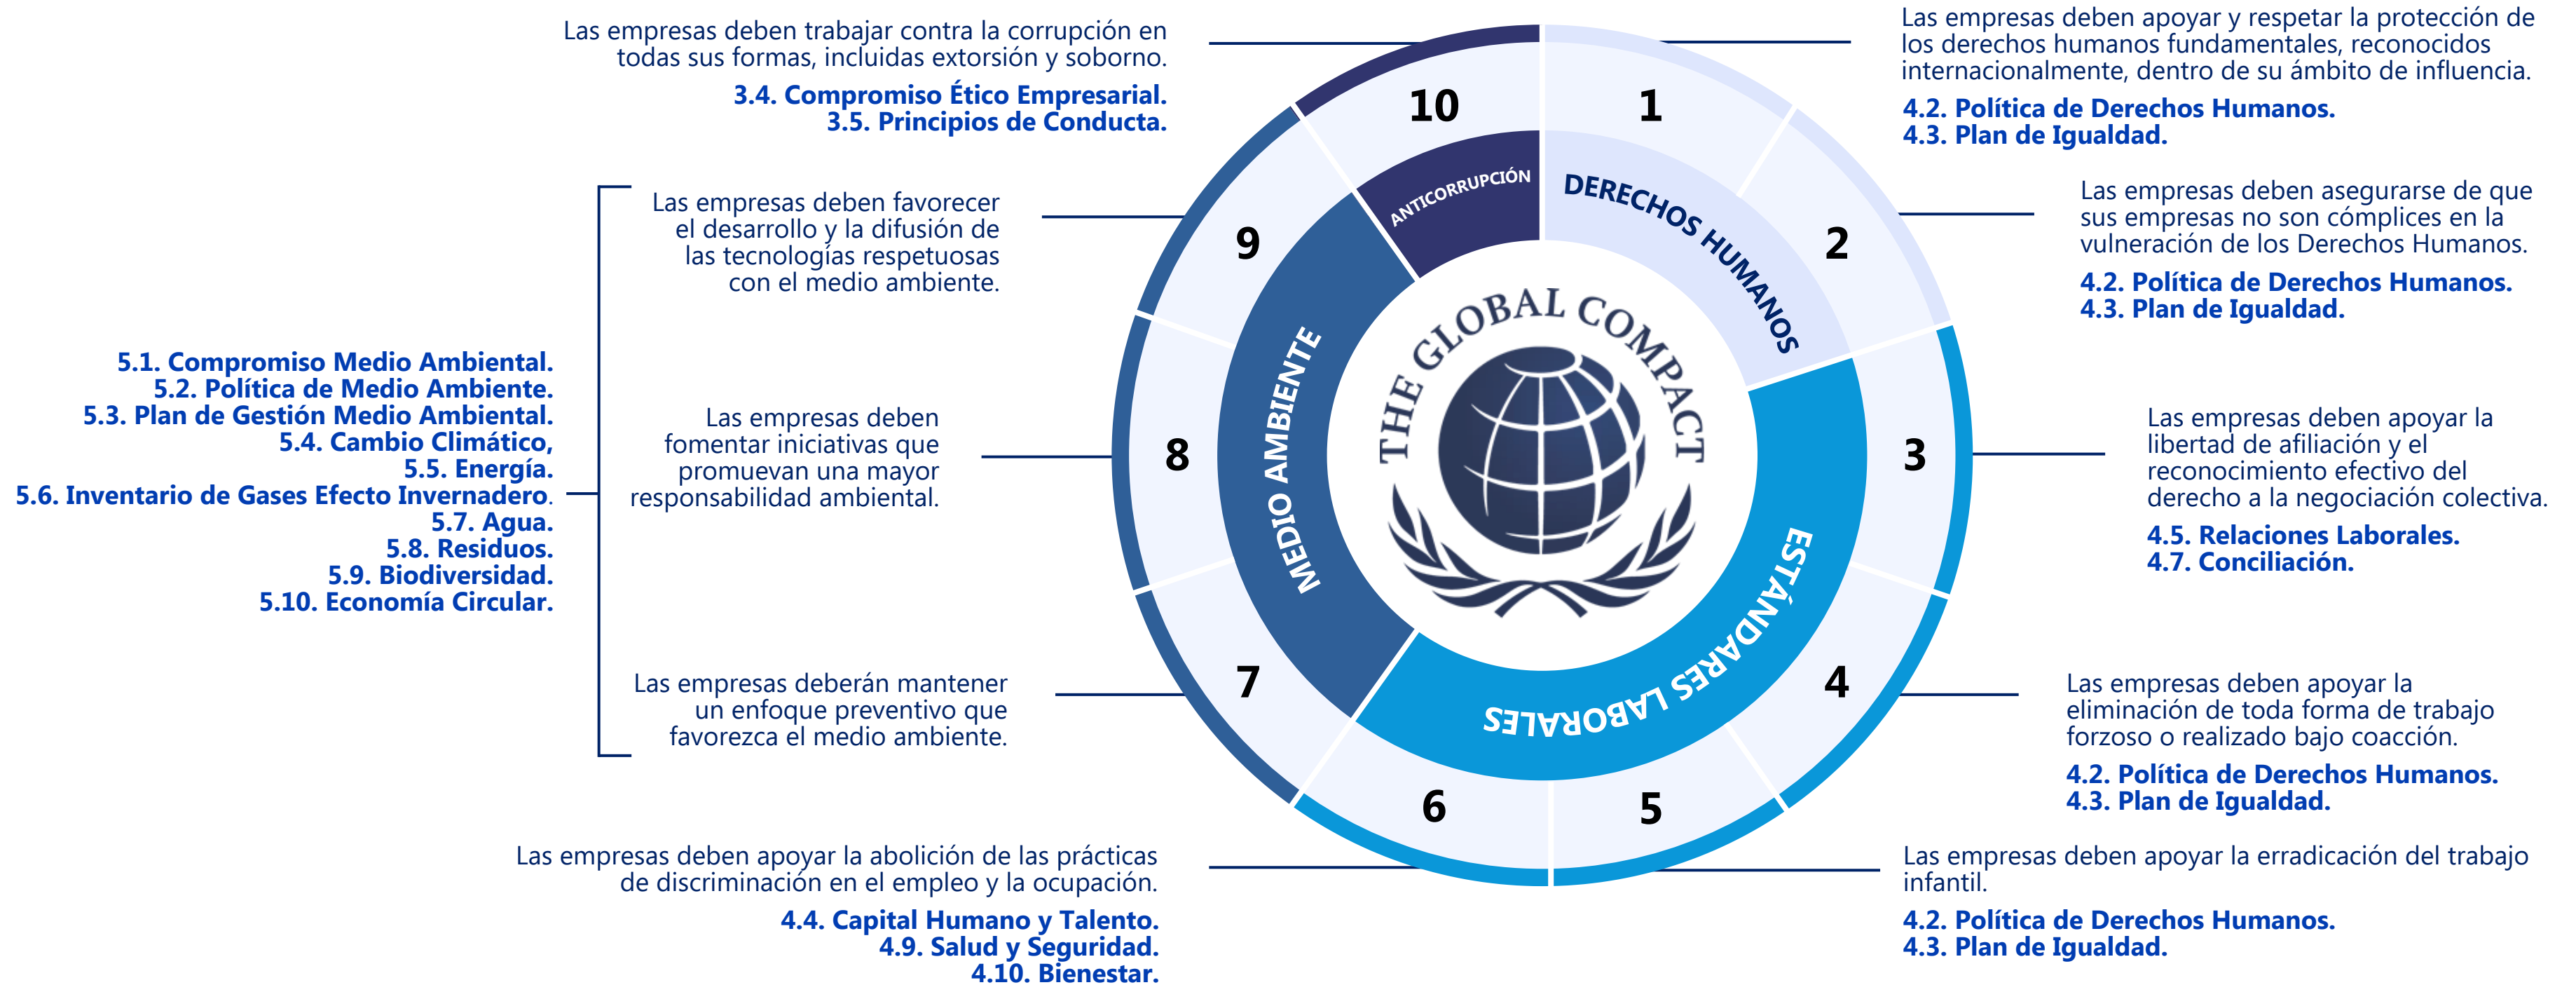 Las empresas deben trabajar contra la corrupción en
todas sus formas, incluidas extorsión y soborno.
3.4. Compromiso Ético Empresarial.
3.5. Principios de Conducta.
Las empresas deben favorecer
el desarrollo y la difusión de
las tecnologías respetuosas
con el medio ambiente.
Las empresas deben
fomentar iniciativas que
promuevan una mayor
responsabilidad ambiental.
Las empresas deberán mantener
un enfoque preventivo que
favorezca el medio ambiente.
5.1. Compromiso Medio Ambiental.
5.2. Política de Medio Ambiente.
5.3. Plan de Gestión Medio Ambiental.
5.4. Cambio Climático,
5.5. Energía.
5.6. Inventario de Gases Efecto Invernadero.
5.7. Agua.
5.8. Residuos.
5.9. Biodiversidad.
5.10. Economía Circular.
Las empresas deben apoyar la abolición de las prácticas
de discriminación en el empleo y la ocupación.
4.4. Capital Humano y Talento.
4.9. Salud y Seguridad.
4.10. Bienestar.
10
1
9
2
8
3
7
4
6
5
ANTICORRUPCIÓN
DERECHOS HUMANOS
MEDIO AMBIENTE
ESTÁNDARES LABORALES
THE GLOBAL COMPACT
Las empresas deben apoyar y respetar la protección de
los derechos humanos fundamentales, reconocidos
internacionalmente, dentro de su ámbito de influencia.
4.2. Política de Derechos Humanos.
4.3. Plan de Igualdad.
Las empresas deben asegurarse de que
sus empresas no son cómplices en la
vulneración de los Derechos Humanos.
4.2. Política de Derechos Humanos.
4.3. Plan de Igualdad.
Las empresas deben apoyar la
libertad de afiliación y el
reconocimiento efectivo del
derecho a la negociación colectiva.
4.5. Relaciones Laborales.
4.7. Conciliación.
Las empresas deben apoyar la
eliminación de toda forma de trabajo
forzoso o realizado bajo coacción.
4.2. Política de Derechos Humanos.
4.3. Plan de Igualdad.
Las empresas deben apoyar la erradicación del trabajo
infantil.
4.2. Política de Derechos Humanos.
4.3. Plan de Igualdad.